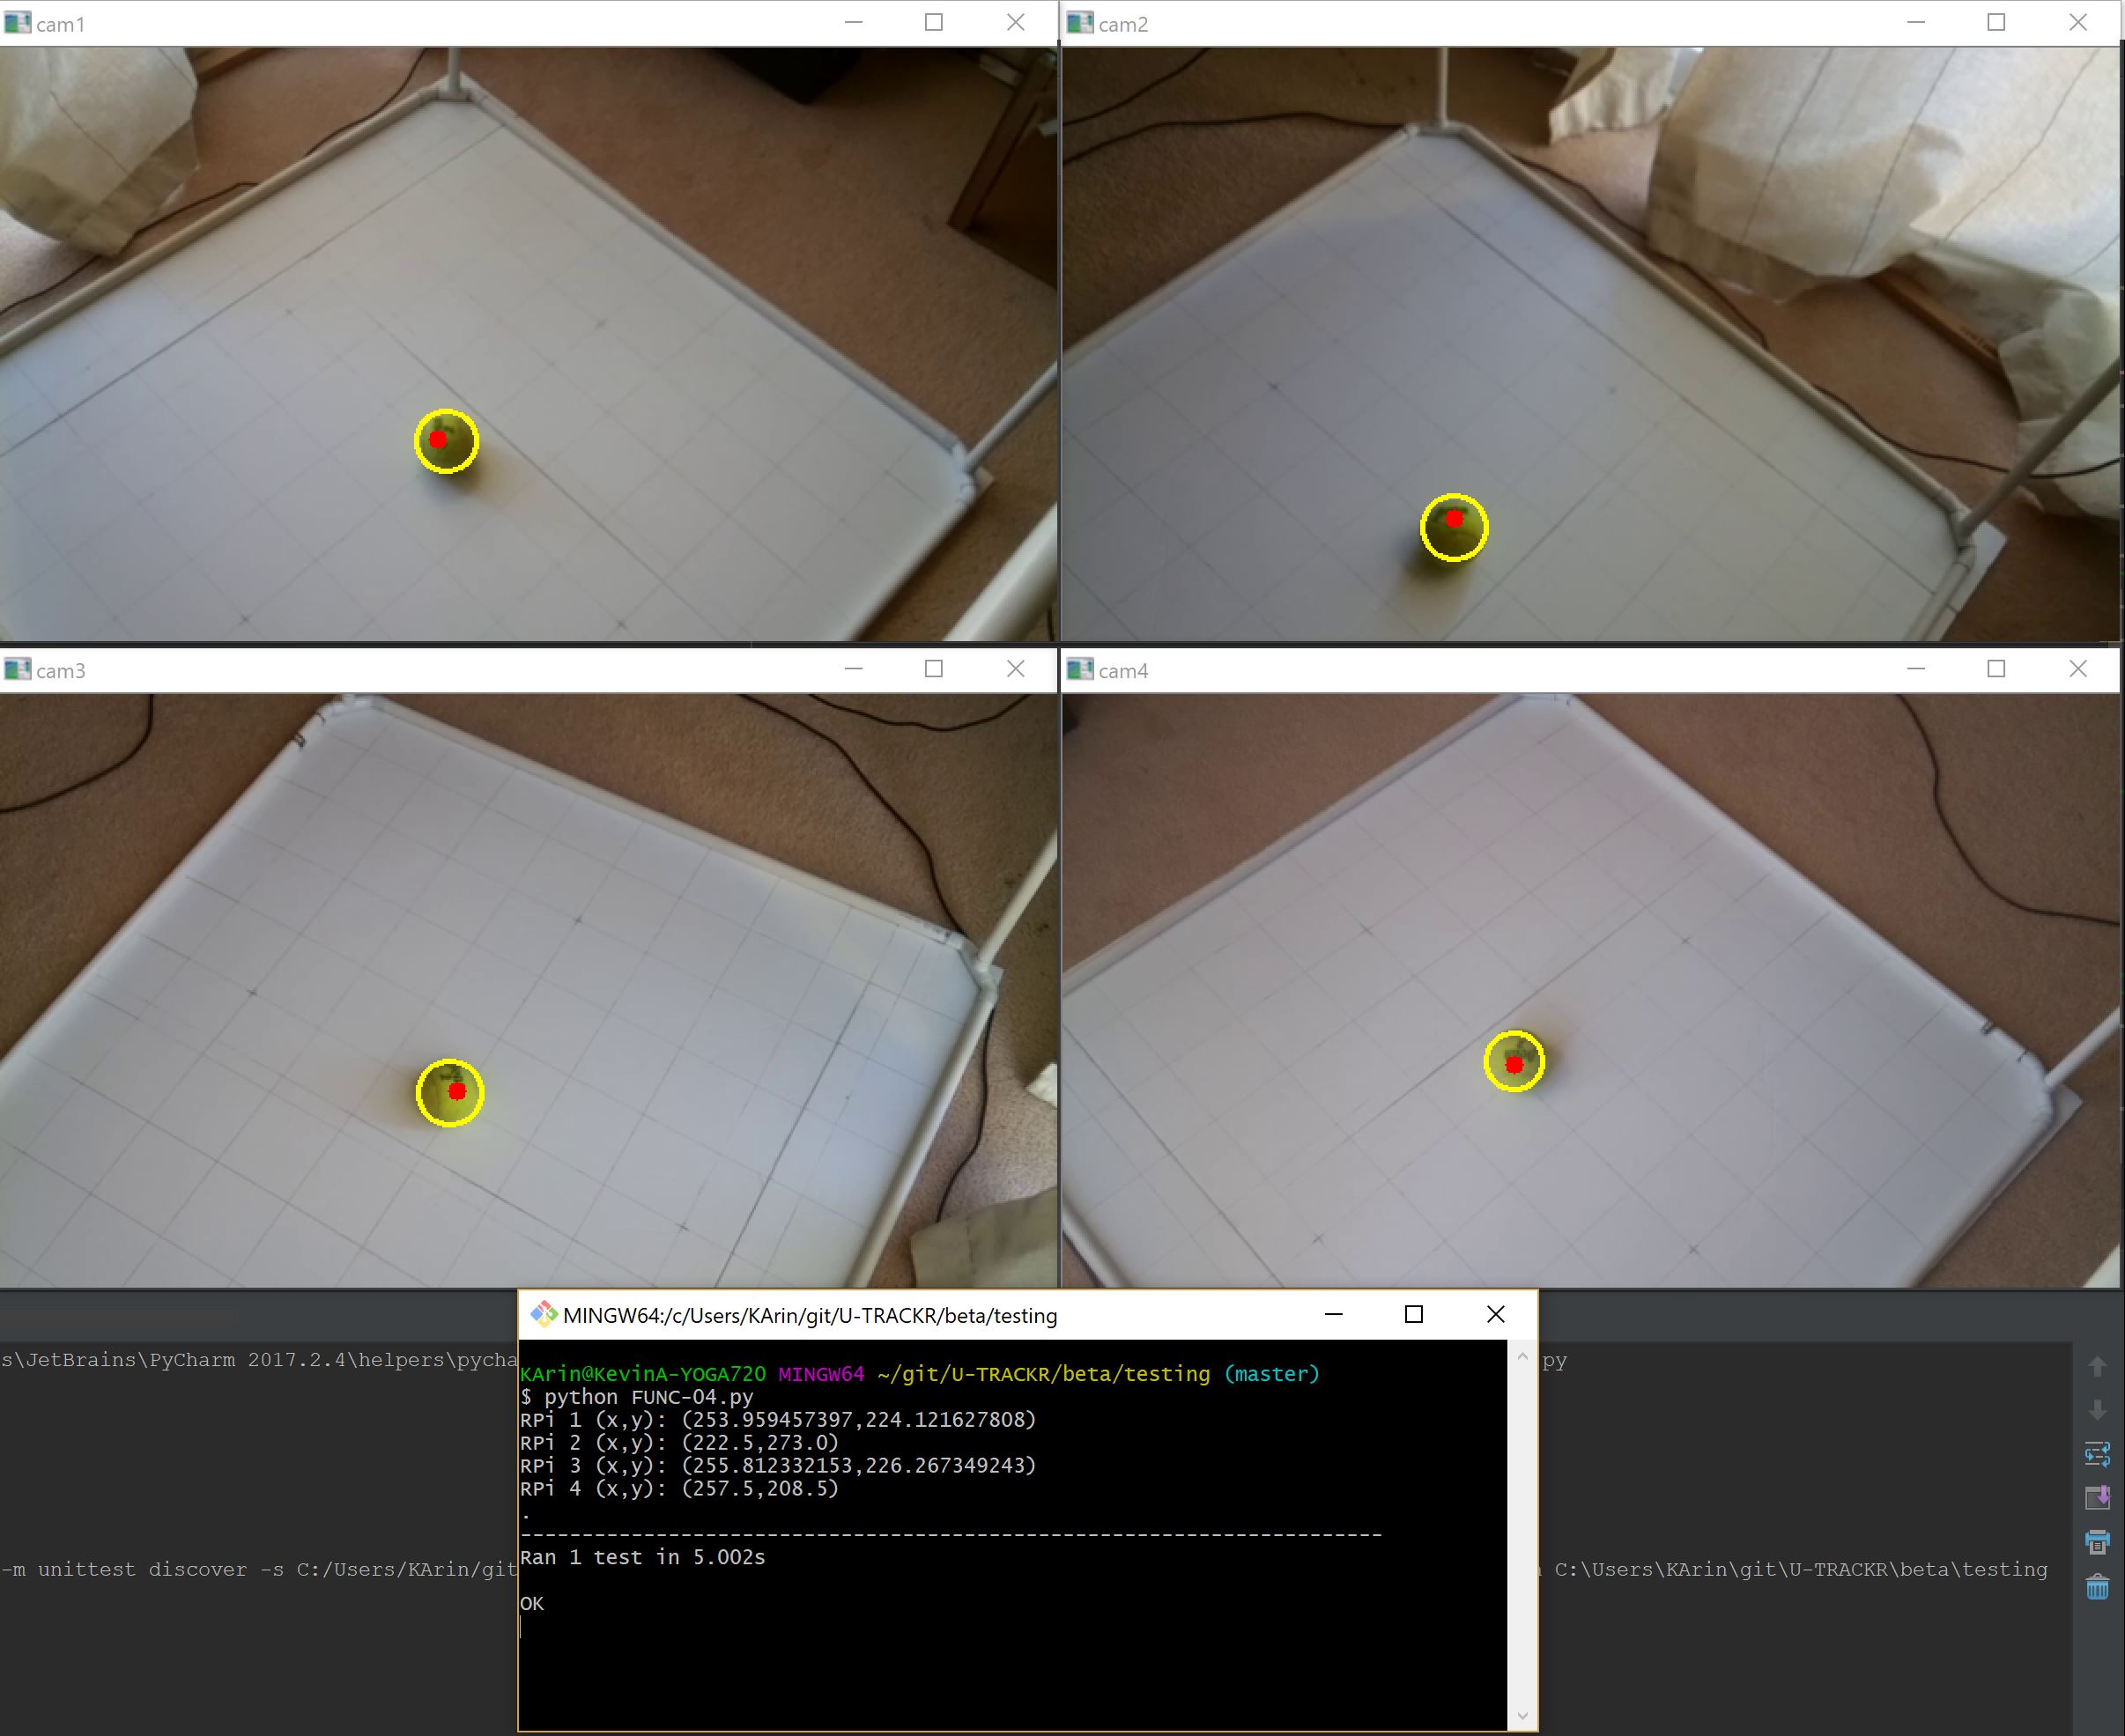 cam1
cam2
cam3
cam4
MINGW64:/c/Users/KArin/git/U-TRACKR/beta/testing
s\JetBrains\PyCharm 2017.2.4\helpers\pycha
py
KArin@KevinA-YOGA720 MINGW64 ~/git/U-TRACKR/beta/testing (master)
$ python FUNC-04.py
RPi 1 (x,y): (253.959457397,224.121627808)
RPi 2 (x,y): (222.5,273.0)
RPi 3 (x,y): (255.812332153,226.267349243)
RPi 4 (x,y): (257.5,208.5)
.
----------------------------------------------------------------------
Ran 1 test in 5.002s
-m unittest discover -s C:/Users/KArin/git
C:\Users\KArin\git\U-TRACKR\beta\testing
OK